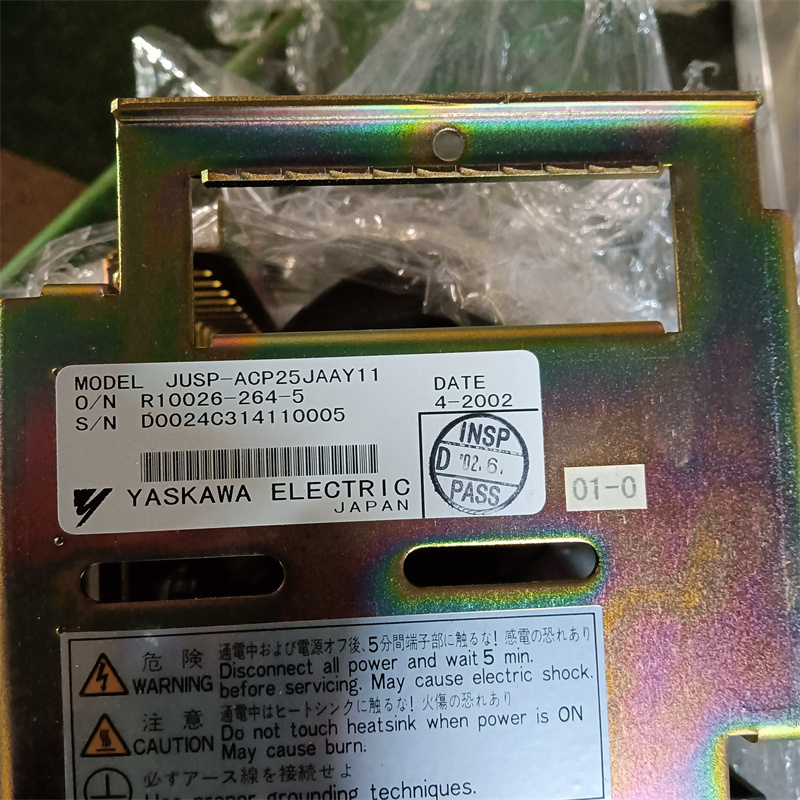 MODEL JUSP-ACP25JAAY11
O/N R10026-264-5
S/N D0024C314110005
DATE
4-2002
INSP
D '02.6.
PASS
YASKAWA ELECTRIC
JAPAN
01-0
危 険 通電中および電源オフ後、5分間端子部に触るな! 感電の恐れあり
WARNING Disconnect all power and wait 5 min.
before servicing. May cause electric shock.
注 意 通電中はヒートシンクに触るな! 火傷の恐れあり
CAUTION Do not touch heatsink when power is ON
May cause burn.
必ずアース線を接続せよ
Use proper grounding techniques.